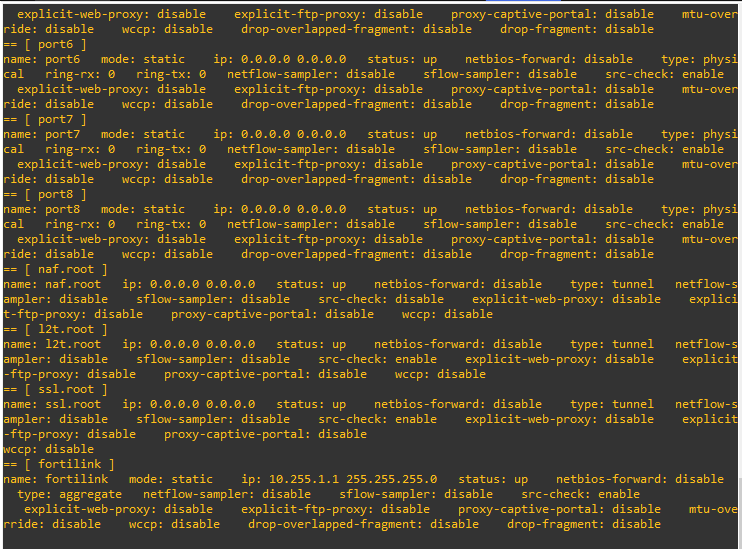 explicit-web-proxy: disable    explicit-ftp-proxy: disable    proxy-captive-portal: disable    mtu-over
ride: disable    wccp: disable    drop-overlapped-fragment: disable    drop-fragment: disable
== [ port6 ]
name: port6   mode: static    ip: 0.0.0.0 0.0.0.0   status: up    netbios-forward: disable    type: physi
cal   ring-rx: 0   ring-tx: 0   netflow-sampler: disable    sflow-sampler: disable    src-check: enable
  explicit-web-proxy: disable    explicit-ftp-proxy: disable    proxy-captive-portal: disable    mtu-over
ride: disable    wccp: disable    drop-overlapped-fragment: disable    drop-fragment: disable
== [ port7 ]
name: port7   mode: static    ip: 0.0.0.0 0.0.0.0   status: up    netbios-forward: disable    type: physi
cal   ring-rx: 0   ring-tx: 0   netflow-sampler: disable    sflow-sampler: disable    src-check: enable
  explicit-web-proxy: disable    explicit-ftp-proxy: disable    proxy-captive-portal: disable    mtu-over
ride: disable    wccp: disable    drop-overlapped-fragment: disable    drop-fragment: disable
== [ port8 ]
name: port8   mode: static    ip: 0.0.0.0 0.0.0.0   status: up    netbios-forward: disable    type: physi
cal   ring-rx: 0   ring-tx: 0   netflow-sampler: disable    sflow-sampler: disable    src-check: enable
  explicit-web-proxy: disable    explicit-ftp-proxy: disable    proxy-captive-portal: disable    mtu-over
ride: disable    wccp: disable    drop-overlapped-fragment: disable    drop-fragment: disable
== [ naf.root ]
name: naf.root   ip: 0.0.0.0 0.0.0.0   status: up    netbios-forward: disable    type: tunnel   netflow-s
ampler: disable    sflow-sampler: disable    src-check: disable    explicit-web-proxy: disable    explici
t-ftp-proxy: disable    proxy-captive-portal: disable    wccp: disable
== [ l2t.root ]
name: l2t.root   ip: 0.0.0.0 0.0.0.0   status: up    netbios-forward: disable    type: tunnel   netflow-s
ampler: disable    sflow-sampler: disable    src-check: enable    explicit-web-proxy: disable    explicit
-ftp-proxy: disable    proxy-captive-portal: disable    wccp: disable
== [ ssl.root ]
name: ssl.root   ip: 0.0.0.0 0.0.0.0   status: up    netbios-forward: disable    type: tunnel   netflow-s
ampler: disable    sflow-sampler: disable    src-check: enable    explicit-web-proxy: disable    explicit
-ftp-proxy: disable    proxy-captive-portal: disable
wccp: disable
== [ fortilink ]
name: fortilink   mode: static    ip: 10.255.1.1 255.255.255.0   status: up    netbios-forward: disable
  type: aggregate   netflow-sampler: disable    sflow-sampler: disable    src-check: enable
   explicit-web-proxy: disable    explicit-ftp-proxy: disable    proxy-captive-portal: disable    mtu-ove
rride: disable    wccp: disable    drop-overlapped-fragment: disable    drop-fragment: disable